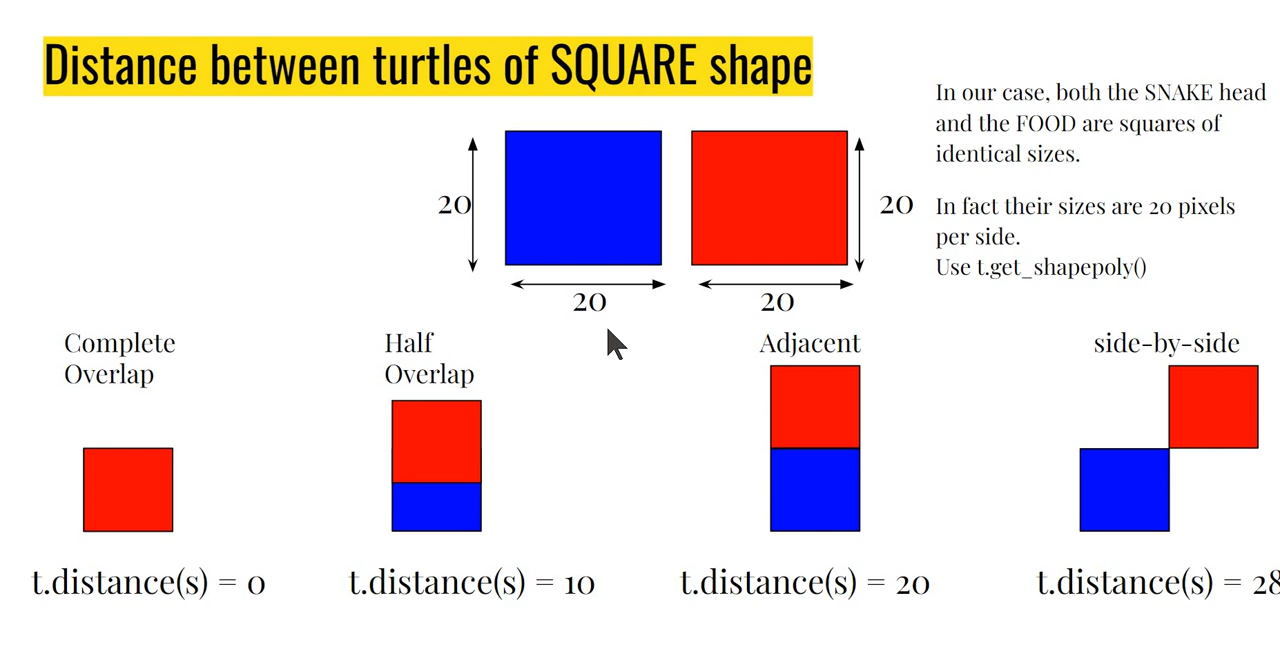 Distance between turtles of SQUARE shape
In our case, both the SNAKE head
and the FOOD are squares of
identical sizes.
20
20
In fact their sizes are 20 pixels
per side.
Use t.get_shapepoly()
20
20
Complete
Overlap
Half
Overlap
Adjacent
side-by-side
t.distance(s) = 0
t.distance(s) = 10
t.distance(s) = 20
t.distance(s) = 28